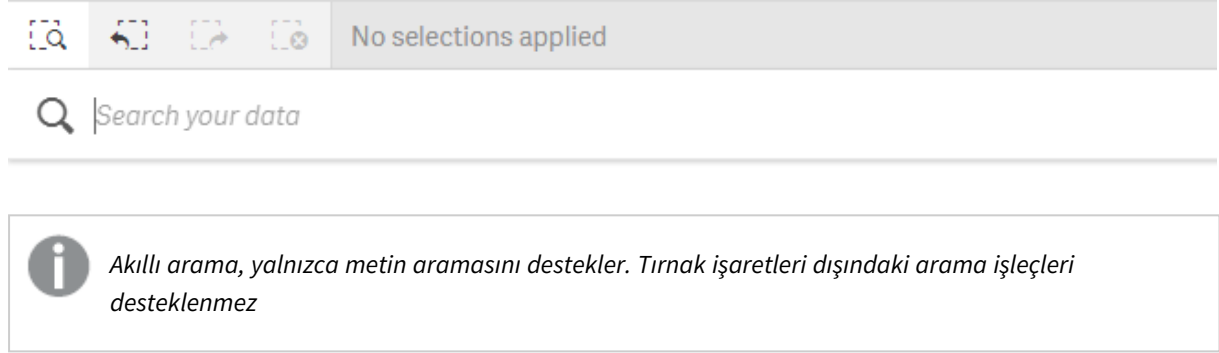 No selections applied
Search your data
Akıllı arama, yalnızca metin aramasını destekler. Tırnak işaretleri dışındaki arama işleçleri
desteklenmez